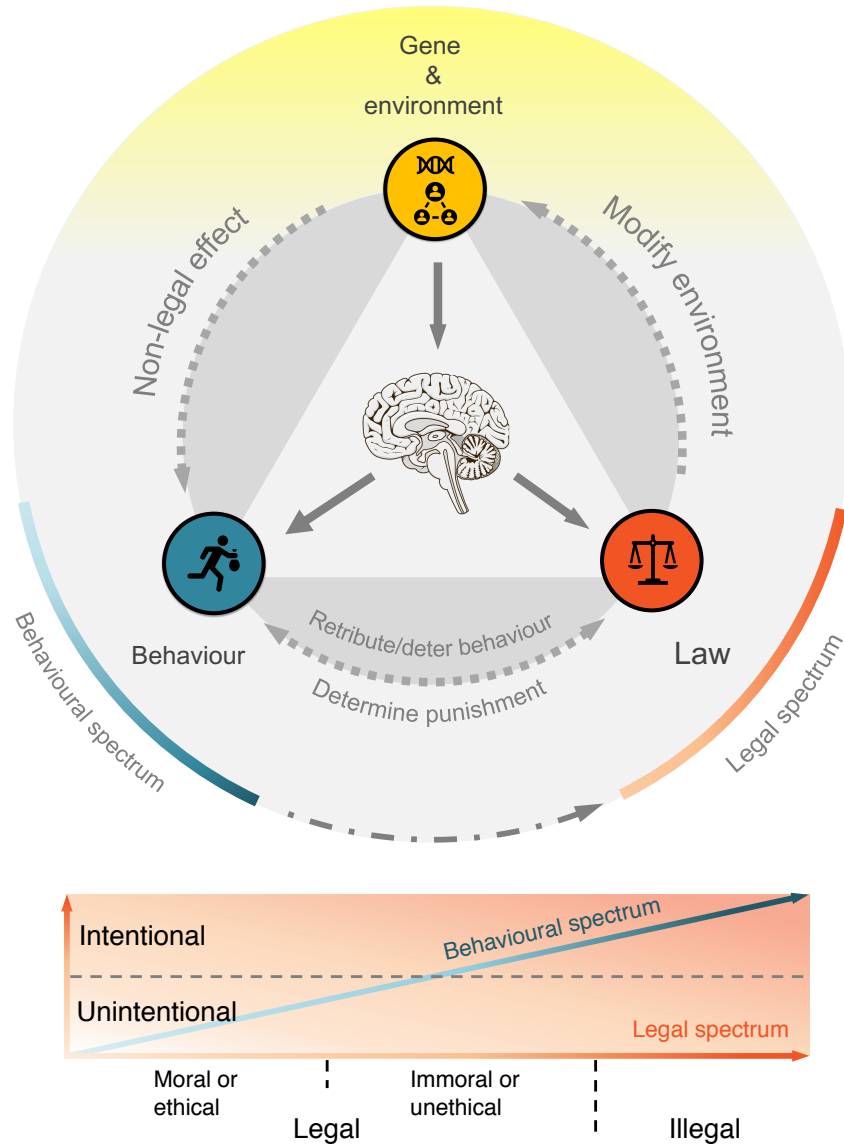 Gene
&
environment
Non-legal effect
Modify environment
Behaviour
Retribute/deter behaviour
Determine punishment
Law
Behavioural spectrum
Legal spectrum
Intentional
Behavioural spectrum
Unintentional
Legal spectrum
Moral or
ethical
Immoral or
unethical
Legal
Illegal